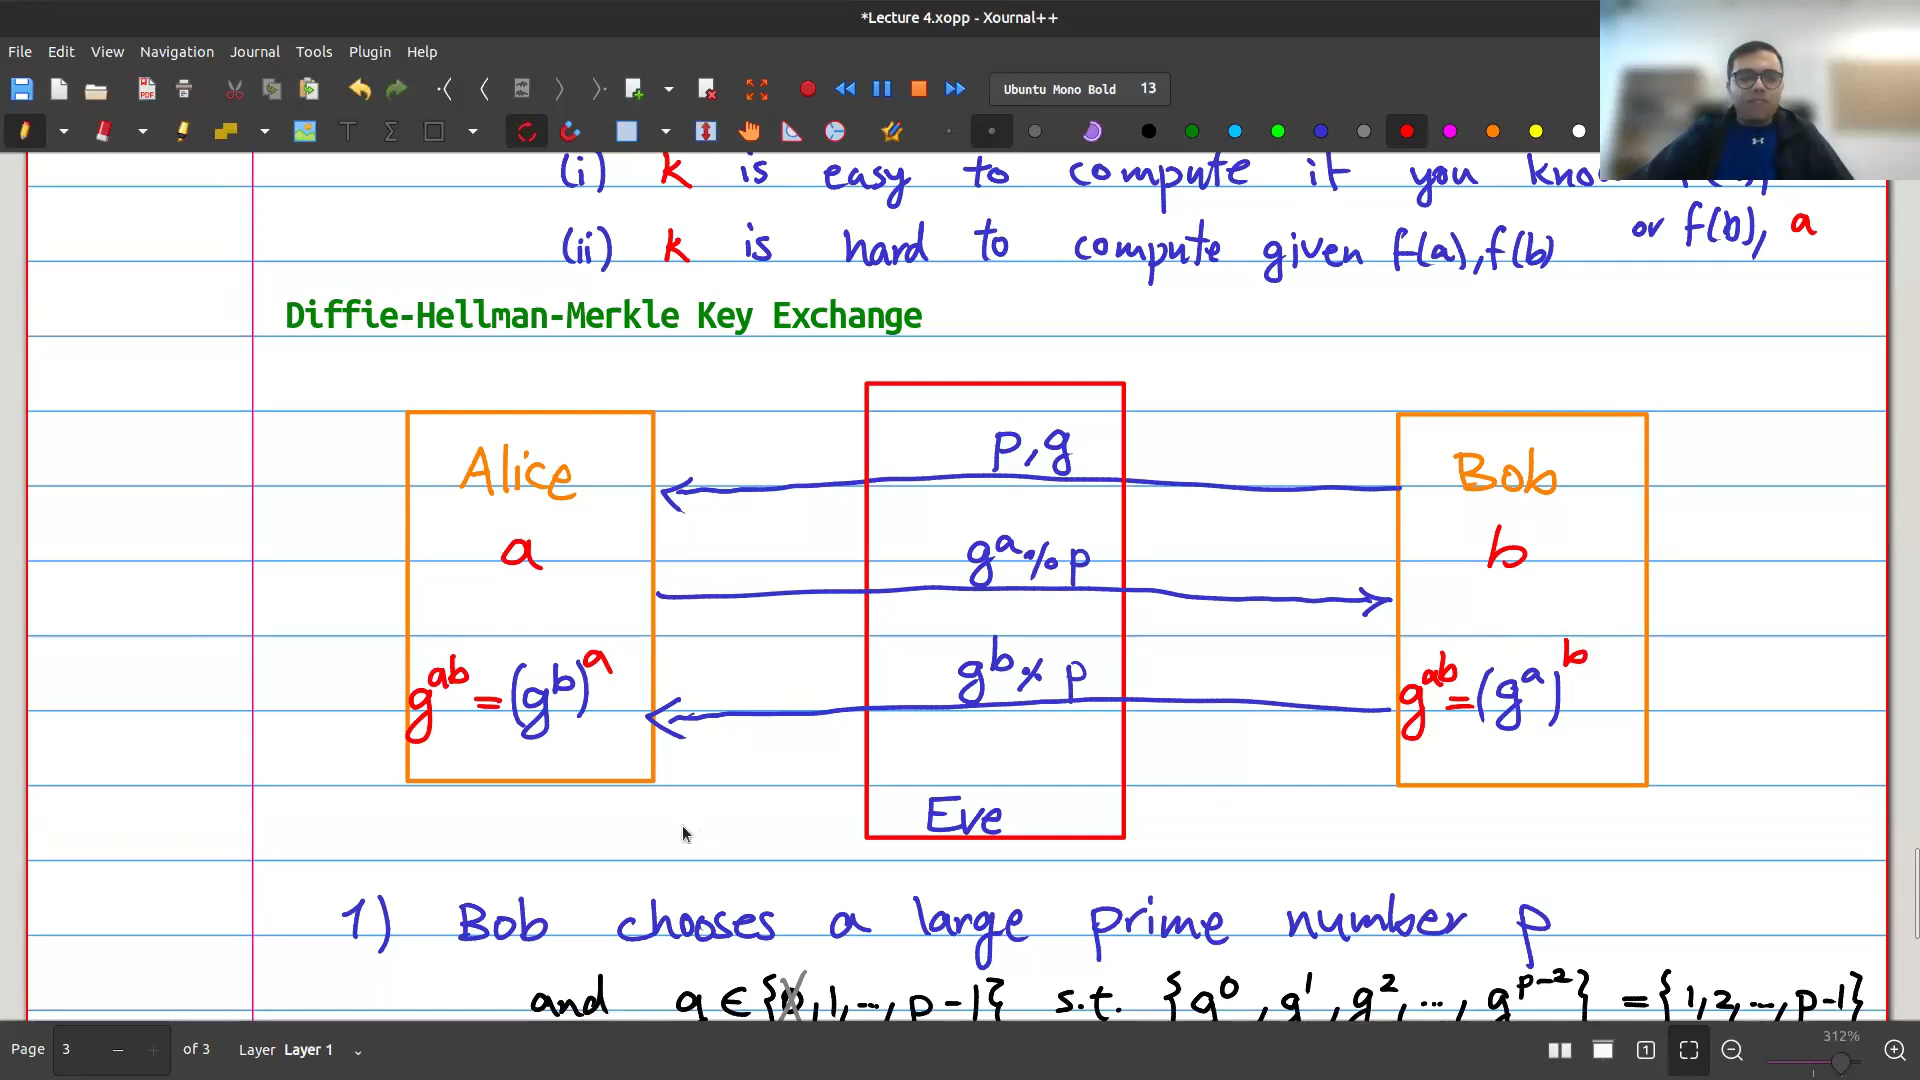 *Lecture 4.xopp - Xournal++
File Edit View Navigation Journal Tools Plugin Help
Ubuntu Mono Bold 13
(i) k is easy to compute if you
or f(b), a
(ii) k is hard to compute given f(a), f(b)
Diffie-Hellman-Merkle Key Exchange
p, g
Alice
Bob
a
g^a % p
b
g^b % p
g^ab = (g^b)^a
g^ab = (g^a)^b
Eve
1) Bob chooses a large prime number p
and g ∈ {0, 1, ..., p-1} s.t. {g^0, g^1, g^2, ..., g^p-2} = {1, 2, ..., p-1}
Page 3 of 3 Layer Layer 1
312%